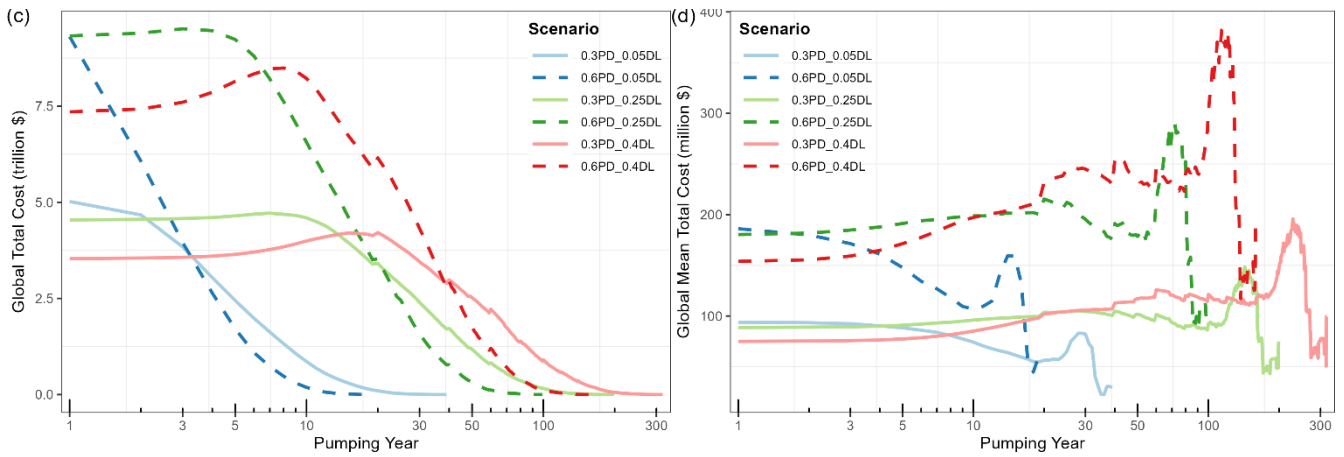 (c)
Global Total Cost (trillion $)
7.5
5.0
2.5
0.0
Scenario
0.3PD_0.05DL
0.6PD_0.05DL
0.3PD_0.25DL
0.6PD_0.25DL
0.3PD_0.4DL
0.6PD_0.4DL
1 3 5 10 30 50 100 300
Pumping Year
(d)
Global Mean Total Cost (million $)
400
300
200
100
Scenario
0.3PD_0.05DL
0.6PD_0.05DL
0.3PD_0.25DL
0.6PD_0.25DL
0.3PD_0.4DL
0.6PD_0.4DL
1 3 5 10 30 50 100 300
Pumping Year